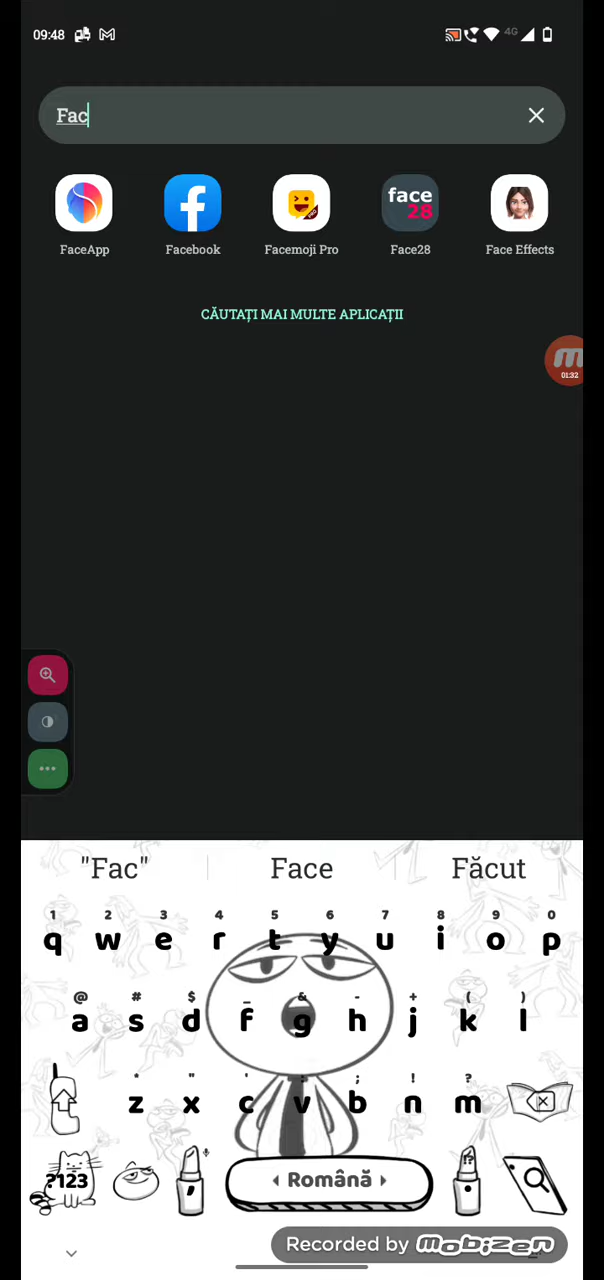 09:48 4G
Fac
face
28
FaceApp Facebook Facemoji Pro Face28 Face Effects
CĂUTAȚI MAI MULTE APLICAȚII
01:32
"Fac" Face Făcut
1 2 3 4 5 6 7 8 9 0
q w e r t y u i o p
@ # $ _ & - + ( )
a s d f g h j k l
* " ' : ; ! ?
z x c v b n m
?123 , Română !?
Recorded by mobizen